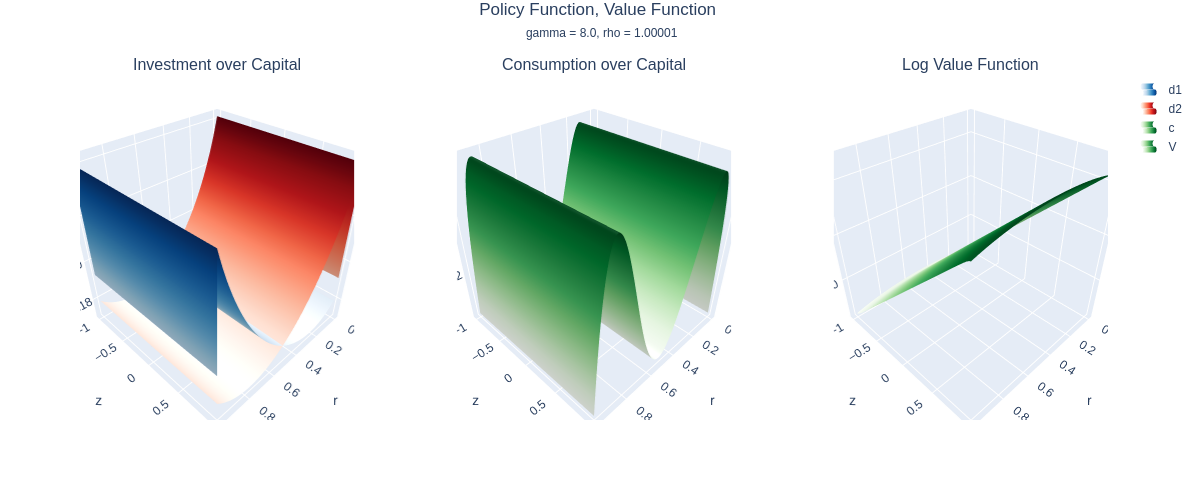 Policy Function, Value Function
gamma = 8.0, rho = 1.00001
Investment over Capital
Consumption over Capital
Log Value Function
d1
d2
c
V
−1
−0.5
0
0.5
z
0.2
0.4
0.6
0.8
r
−1
−0.5
0
0.5
z
0.2
0.4
0.6
0.8
r
−1
−0.5
0
0.5
z
0.2
0.4
0.6
0.8
r